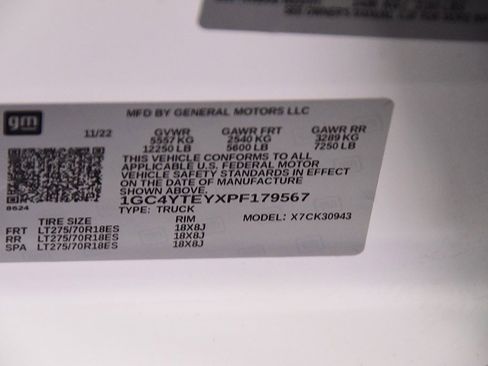 gm
MFD BY GENERAL MOTORS LLC
11/22 GVWR GAWR FRT GAWR RR
5557 KG 2540 KG 3289 KG
12250 LB 5600 LB 7250 LB
THIS VEHICLE CONFORMS TO ALL
APPLICABLE U.S. FEDERAL MOTOR
VEHICLE SAFETY STANDARDS IN EFFECT
ON THE DATE OF MANUFACTURE
SHOWN ABOVE.
1GC4YTEYXPF179567
8624
TYPE: TRUCK MODEL: X7CK30943
TIRE SIZE RIM
FRT LT275/70R18ES 18X8J
RR LT275/70R18ES 18X8J
SPA LT275/70R18ES 18X8J